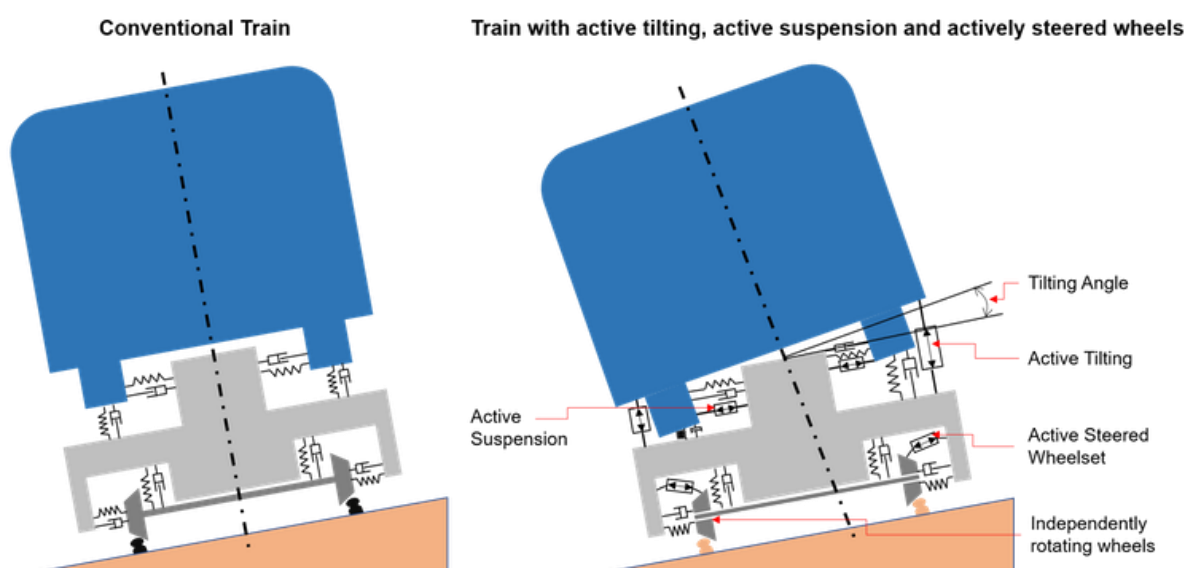 Conventional Train
Train with active tilting, active suspension and actively steered wheels
Tilting Angle
Active Tilting
Active
Suspension
Active Steered
Wheelset
Independently
rotating wheels